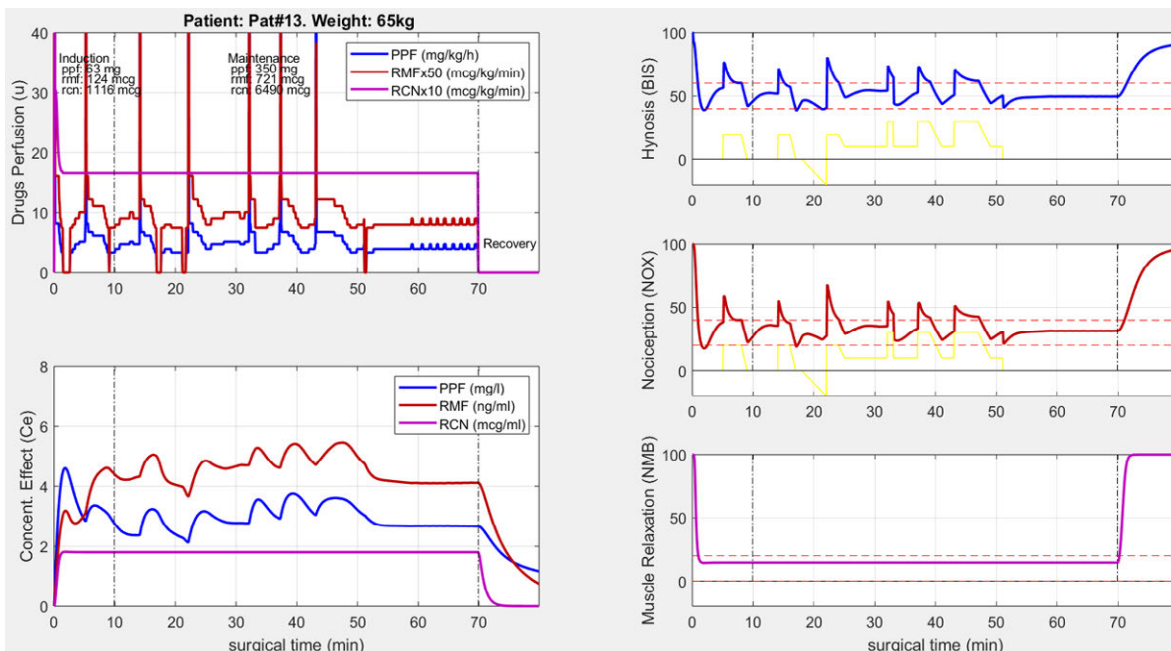 Patient: Pat#13. Weight: 65kg
Drugs Perfusion (u)
40
30
20
10
0
0 10 20 30 40 50 60 70
Induction
ppf: 63 mg
rmf: 124 mcg
rcn: 1116 mcg
Maintenance
ppf: 350 mg
rmf: 721 mcg
rcn: 6490 mcg
PPF (mg/kg/h)
RMFx50 (mcg/kg/min)
RCNx10 (mcg/kg/min)
Recovery
Concent. Effect (Ce)
8
6
4
2
0
PPF (mg/l)
RMF (ng/ml)
RCN (mcg/ml)
0 10 20 30 40 50 60 70
surgical time (min)
Hynosis (BIS)
100
50
0
0 10 20 30 40 50 60 70
Nociception (NOX)
100
50
0
0 10 20 30 40 50 60 70
Muscle Relaxation (NMB)
100
50
0
0 10 20 30 40 50 60 70
surgical time (min)